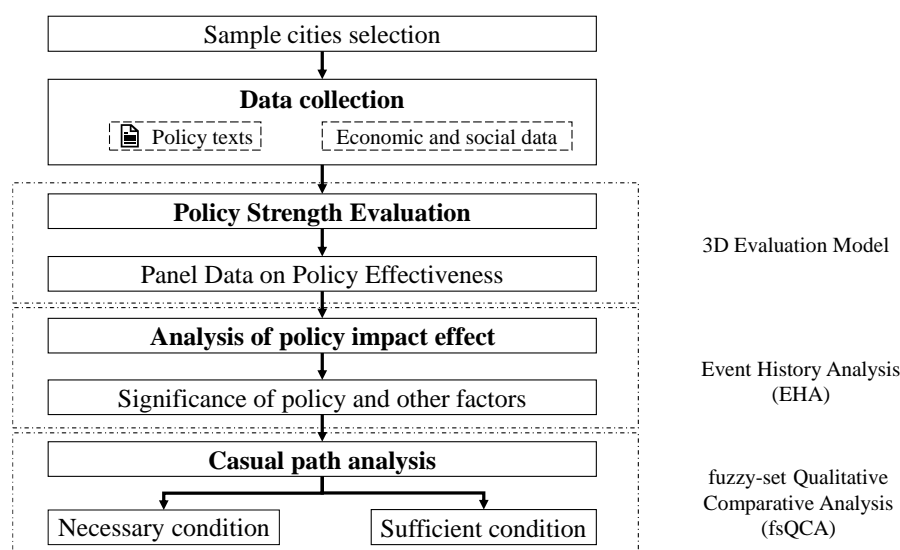 Sample cities selection
Data collection
Policy texts
Economic and social data
Policy Strength Evaluation
Panel Data on Policy Effectiveness
3D Evaluation Model
Analysis of policy impact effect
Significance of policy and other factors
Event History Analysis
(EHA)
Casual path analysis
Necessary condition
Sufficient condition
fuzzy-set Qualitative
Comparative Analysis
(fsQCA)